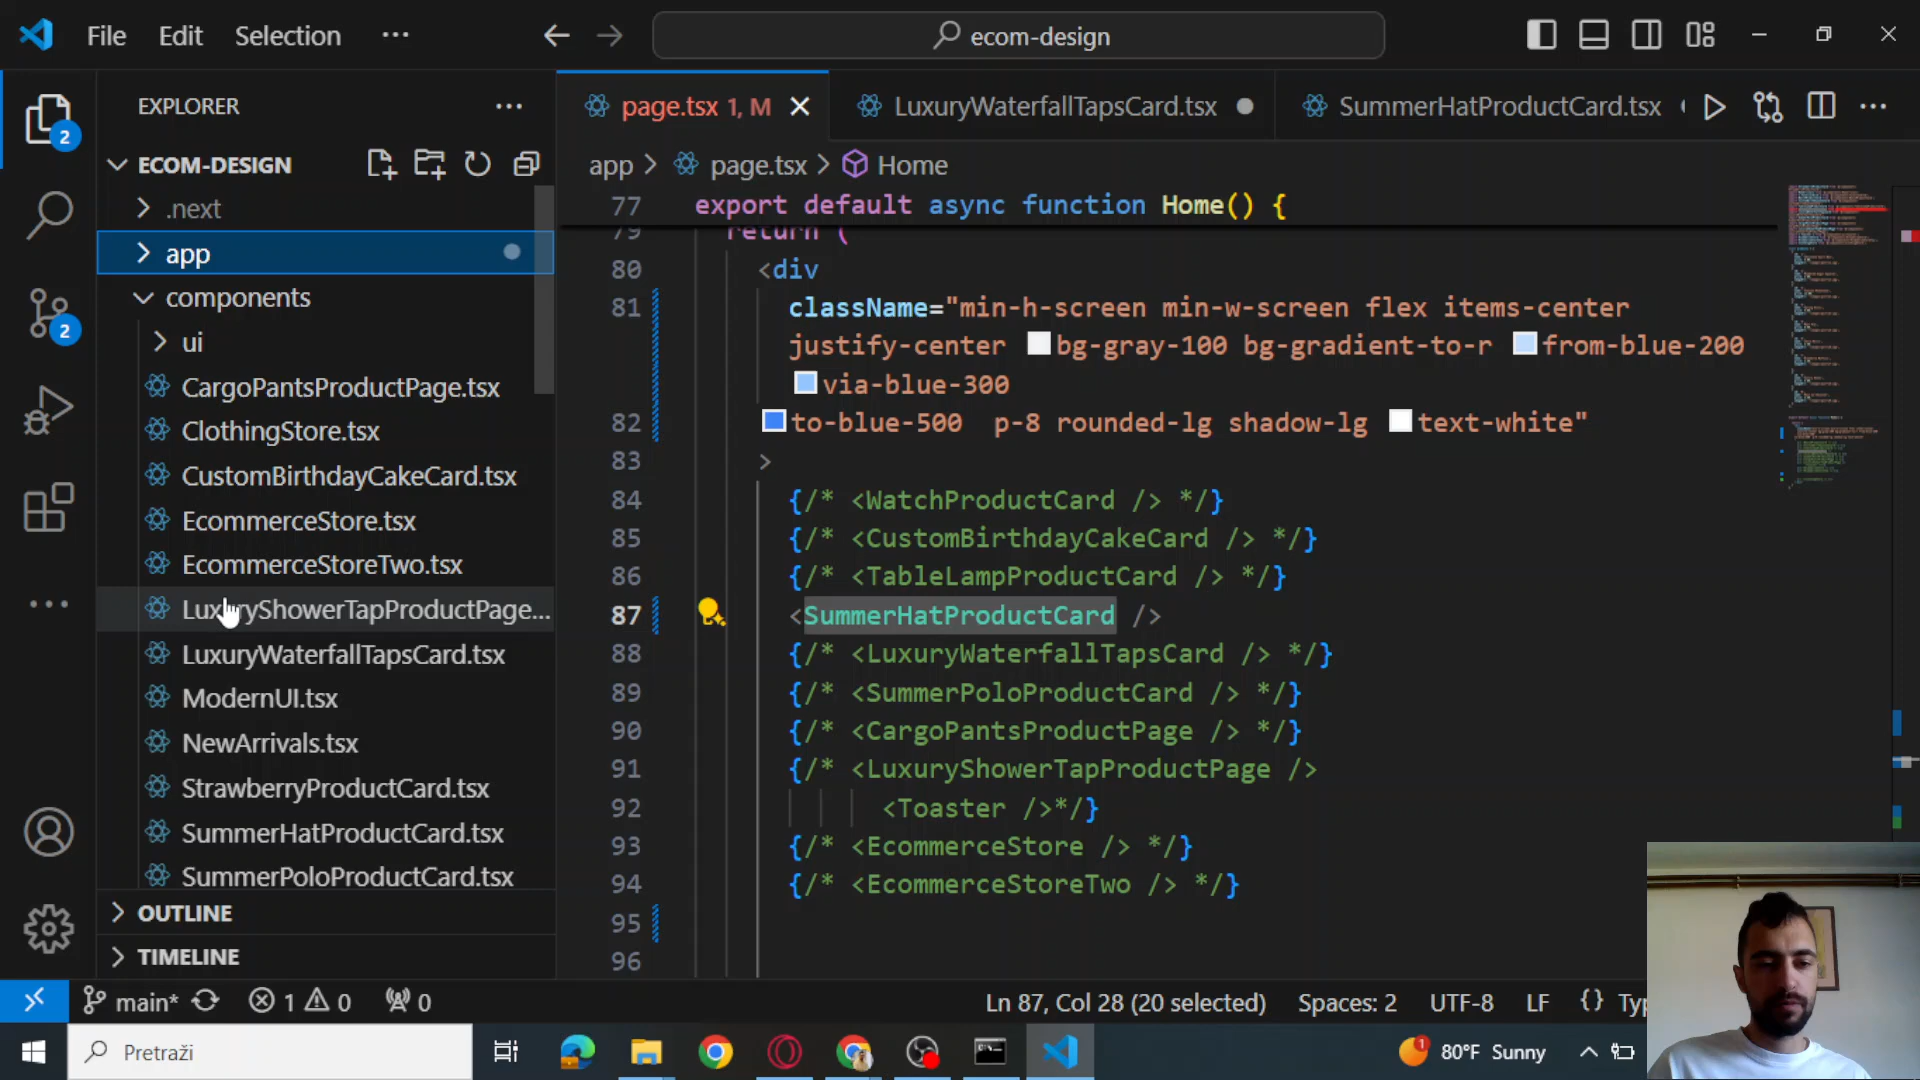 File Edit Selection ··· ecom-design
EXPLORER ···
page.tsx 1, M LuxuryWaterfallTapsCard.tsx SummerHatProductCard.tsx ···
ECOM-DESIGN
app > page.tsx > Home
.next
app
components
ui
CargoPantsProductPage.tsx
ClothingStore.tsx
CustomBirthdayCakeCard.tsx
EcommerceStore.tsx
EcommerceStoreTwo.tsx
LuxuryShowerTapProductPage...
LuxuryWaterfallTapsCard.tsx
ModernUI.tsx
NewArrivals.tsx
StrawberryProductCard.tsx
SummerHatProductCard.tsx
SummerPoloProductCard.tsx
OUTLINE
TIMELINE
2
2
77 export default async function Home() {
79 return (
80 <div
81 className="min-h-screen min-w-screen flex items-center
justify-center bg-gray-100 bg-gradient-to-r from-blue-200
via-blue-300
82 to-blue-500 p-8 rounded-lg shadow-lg text-white"
83 >
84 {/* <WatchProductCard /> */}
85 {/* <CustomBirthdayCakeCard /> */}
86 {/* <TableLampProductCard /> */}
87 <SummerHatProductCard />
88 {/* <LuxuryWaterfallTapsCard /> */}
89 {/* <SummerPoloProductCard /> */}
90 {/* <CargoPantsProductPage /> */}
91 {/* <LuxuryShowerTapProductPage />
92 <Toaster />*/}
93 {/* <EcommerceStore /> */}
94 {/* <EcommerceStoreTwo /> */}
95
96
main* 1 0 0 Ln 87, Col 28 (20 selected) Spaces: 2 UTF-8 LF {} Typ
Pretraži 1 80°F Sunny